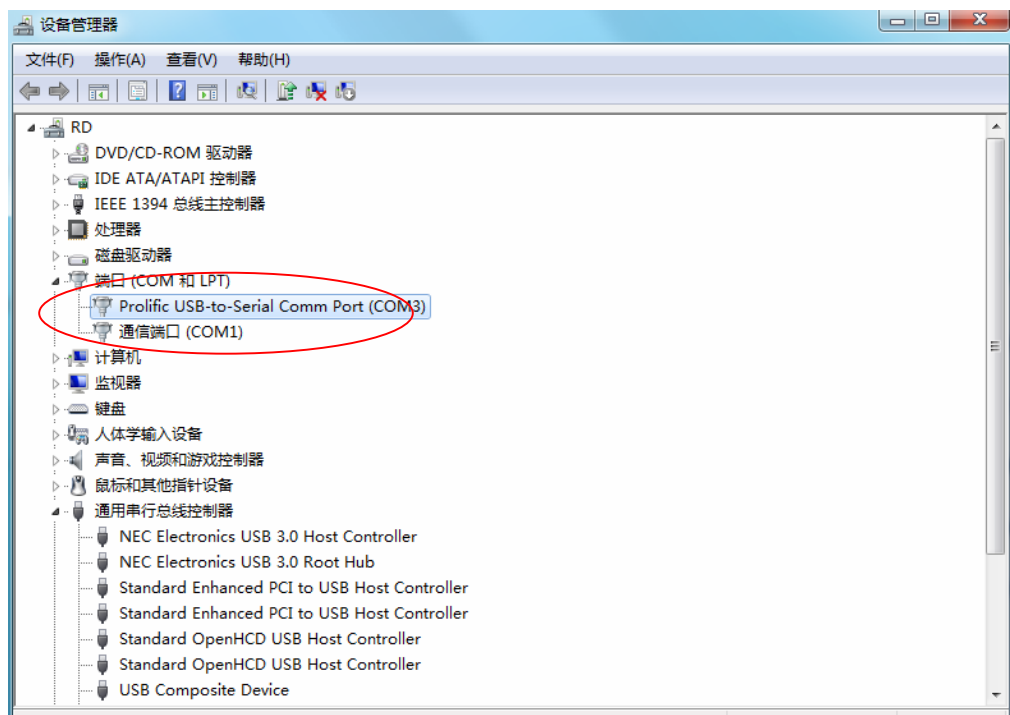 设备管理器
文件(F) 操作(A) 查看(V) 帮助(H)
RD
DVD/CD-ROM 驱动器
IDE ATA/ATAPI 控制器
IEEE 1394 总线主控制器
处理器
磁盘驱动器
端口 (COM 和 LPT)
Prolific USB-to-Serial Comm Port (COM3)
通信端口 (COM1)
计算机
监视器
键盘
人体学输入设备
声音、视频和游戏控制器
鼠标和其他指针设备
通用串行总线控制器
NEC Electronics USB 3.0 Host Controller
NEC Electronics USB 3.0 Root Hub
Standard Enhanced PCI to USB Host Controller
Standard Enhanced PCI to USB Host Controller
Standard OpenHCD USB Host Controller
Standard OpenHCD USB Host Controller
USB Composite Device